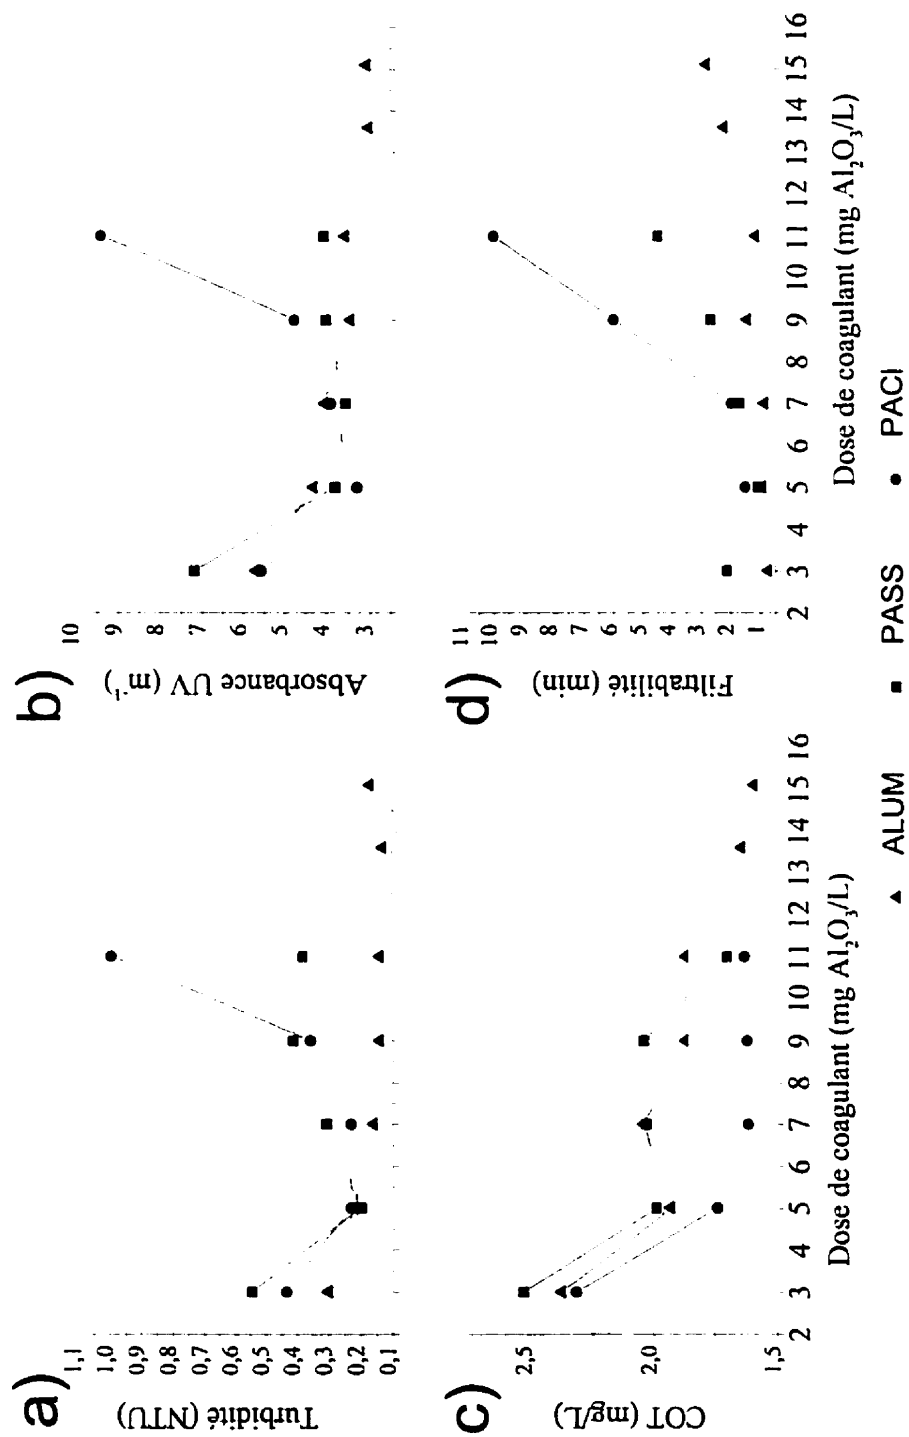 a)
Turbidité (NTU)
1,1
1,0
0,9
0,8
0,7
0,6
0,5
0,4
0,3
0,2
0,1
b)
Absorbance UV (m⁻¹)
10
9
8
7
6
5
4
3
c)
COT (mg/L)
2,5
2,0
1,5
2 3 4 5 6 7 8 9 10 11 12 13 14 15 16
Dose de coagulant (mg Al₂O₃/L)
d)
Filtrabilité (min)
11
10
9
8
7
6
5
4
3
2
1
2 3 4 5 6 7 8 9 10 11 12 13 14 15 16
Dose de coagulant (mg Al₂O₃/L)
▲ ALUM ■ PASS ● PACl